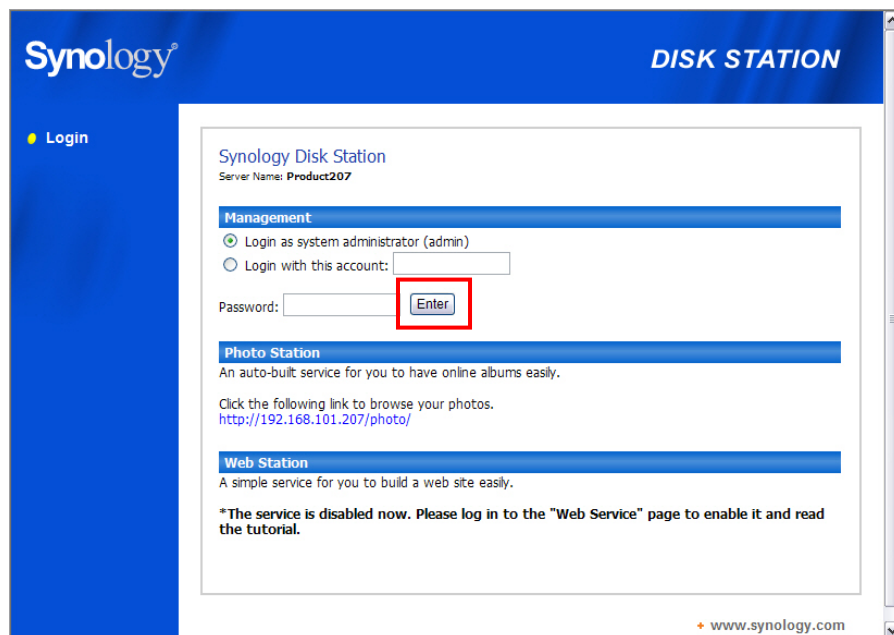 Synology®
DISK STATION
Login
Synology Disk Station
Server Name: Product207
Management
Login as system administrator (admin)
Login with this account:
Password: Enter
Photo Station
An auto-built service for you to have online albums easily.
Click the following link to browse your photos.
http://192.168.101.207/photo/
Web Station
A simple service for you to build a web site easily.
*The service is disabled now. Please log in to the "Web Service" page to enable it and read
the tutorial.
www.synology.com